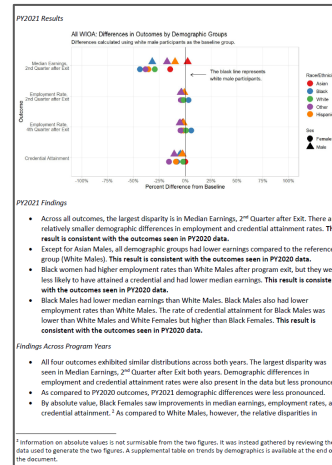 PY2021 Results
All WIOA: Differences in Outcomes by Demographic Groups
Differences calculated using white male participants as the baseline group.
Median Earnings,
2nd Quarter after Exit
The black line represents
white male participants.
Employment Rate,
2nd Quarter after Exit
Outcome
Employment Rate,
4th Quarter after Exit
Credential Attainment
-100%
-75%
-50%
-25%
0%
25%
50%
75%
100%
Percent Difference from Baseline
Race/Ethnic
Asian
Black
White
Other
Hispani
Sex
Female
Male
PY2021 Findings
• Across all outcomes, the largest disparity is in Median Earnings, 2nd Quarter after Exit. There a
relatively smaller demographic differences in employment and credential attainment rates. Th
result is consistent with the outcomes seen in PY2020 data.
• Except for Asian Males, all demographic groups had lower earnings compared to the reference
group (White Males). This result is consistent with the outcomes seen in PY2020 data.
• Black women had higher employment rates than White Males after program exit, but they we
less likely to have attained a credential and had lower earnings. This result is consiste
with the outcomes seen in PY2020 data.
• Black Males had lower median earnings than White Males. Black Males also had lower
employment rates than White Males. The rate of credential attainment for Black Males was
lower than White Males and White Females but higher than Black Females. This result is
consistent with the outcomes seen in PY2020 data.
Findings Across Program Years
• All four outcomes exhibited similar distributions across both years. The largest disparity was
seen in Median Earnings, 2nd Quarter after Exit both years. Demographic differences in
employment and credential attainment rates were also present in the data but less pronounce
• As compared to PY2020 outcomes, PY2021 demographic differences were less pronounced.
• By absolute value, Black Females saw improvements in median earnings, employment rates, a
credential attainment. 2 As compared to White Males, however, the relative disparities in
2 Information on absolute values is not surmisable from the two figures. It was instead gathered by reviewing the
data used to generate the two figures. A supplemental table on trends by demographics is available at the end o
the document.